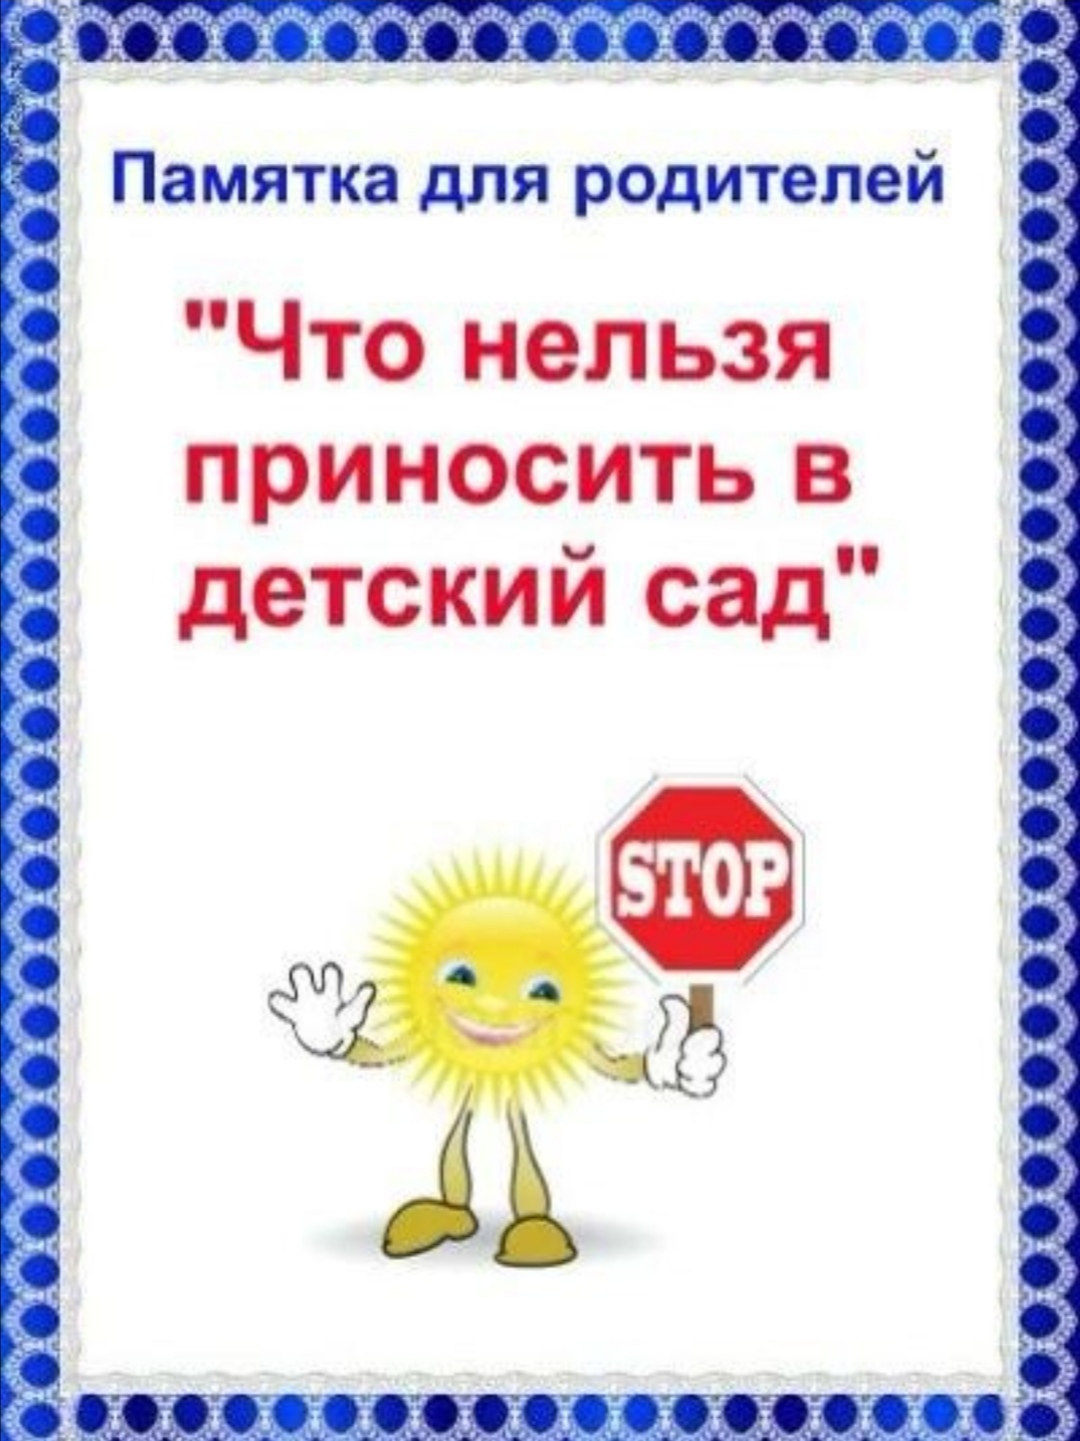 Памятка для родителей
"Что нельзя
приносить в
детский сад"
STOP